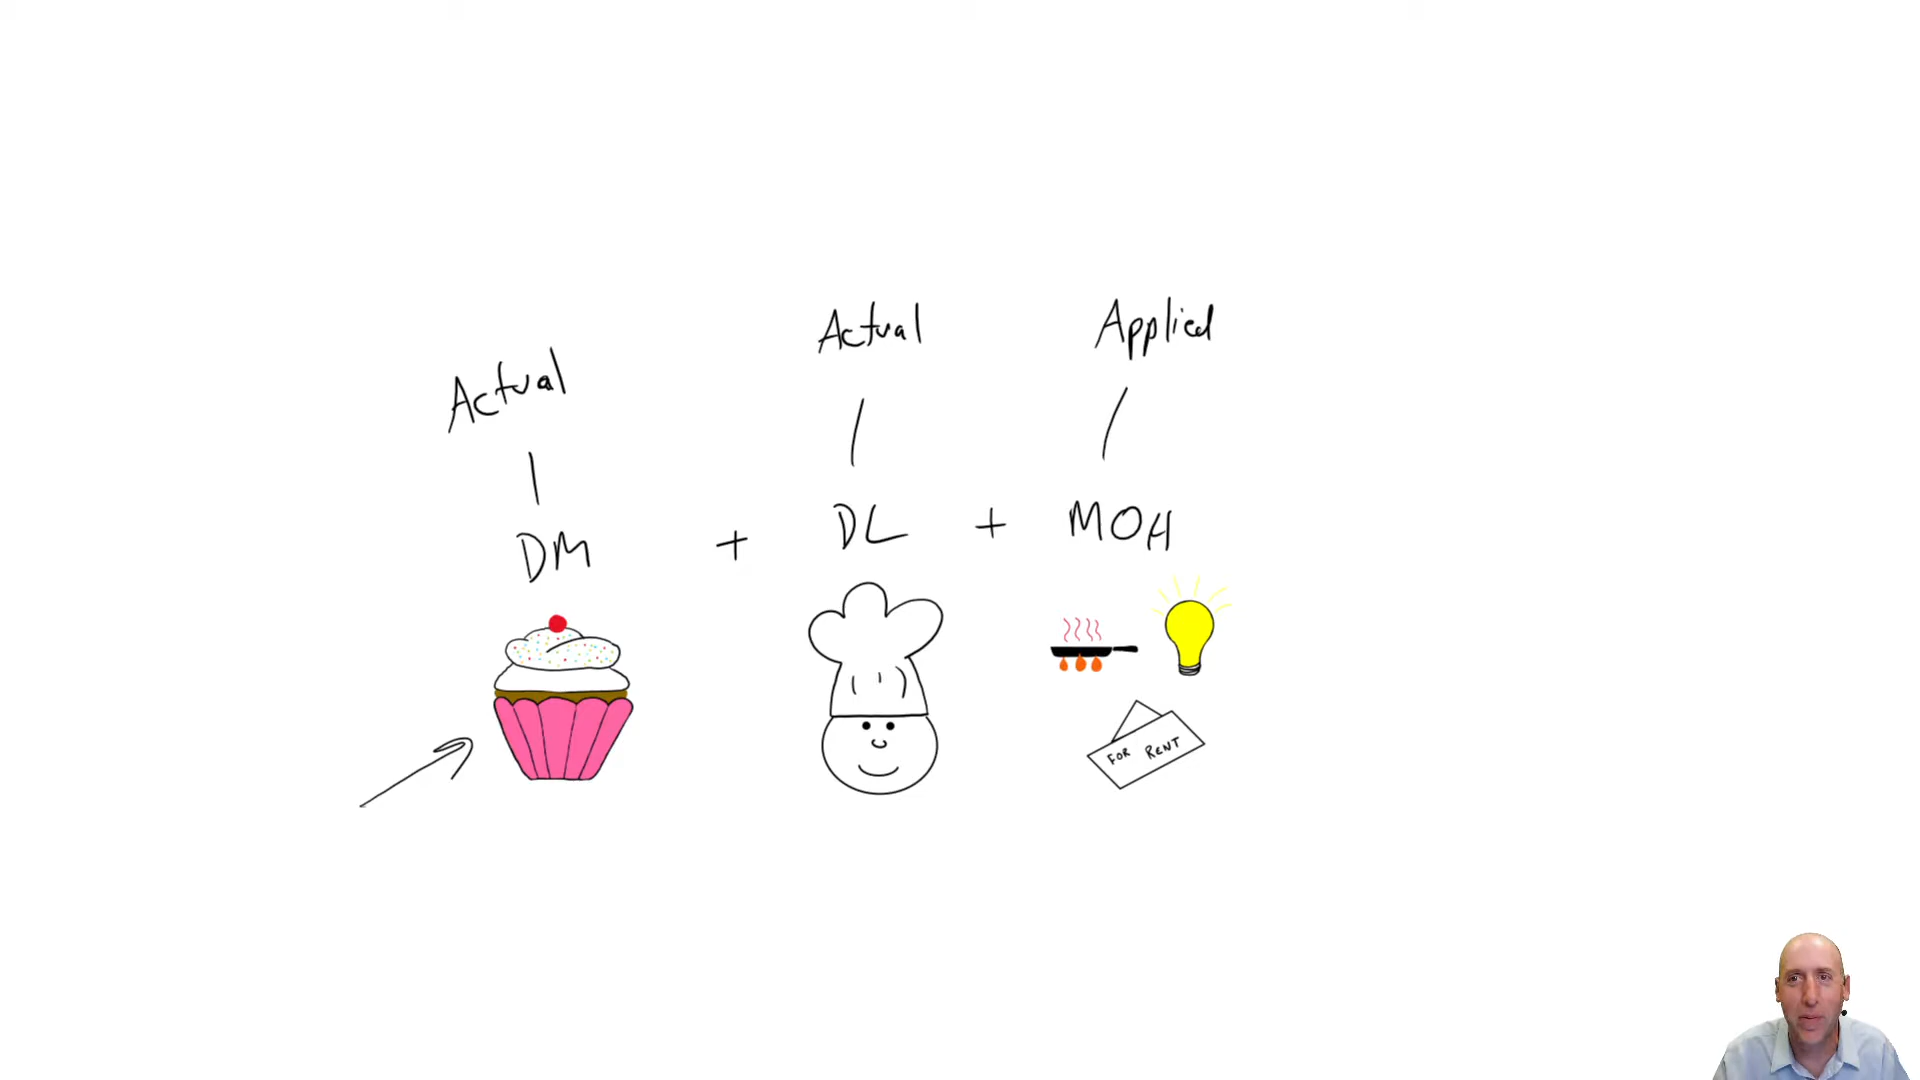 Actual
Actual
Applied
DM + DL + MOH
FOR RENT